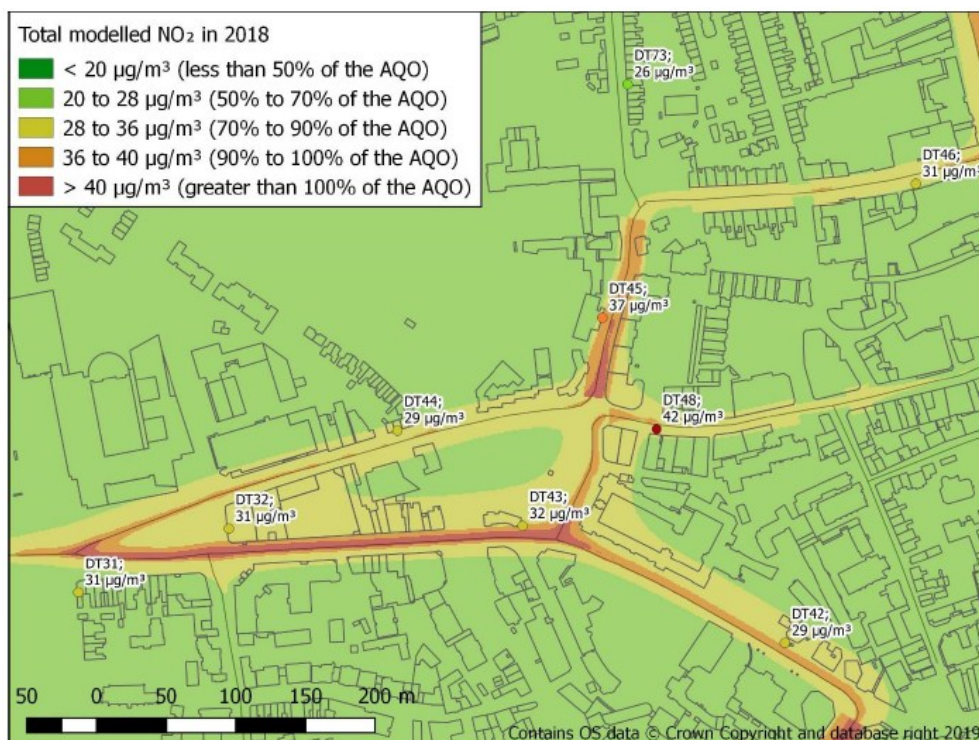 Total modelled NO₂ in 2018
< 20 µg/m³ (less than 50% of the AQO)
20 to 28 µg/m³ (50% to 70% of the AQO)
28 to 36 µg/m³ (70% to 90% of the AQO)
36 to 40 µg/m³ (90% to 100% of the AQO)
> 40 µg/m³ (greater than 100% of the AQO)
DT73;
26 µg/m³
DT46;
31 µg/m³
DT45;
37 µg/m³
DT44;
29 µg/m³
DT48;
42 µg/m³
DT32;
31 µg/m³
DT43;
32 µg/m³
DT31;
31 µg/m³
DT42;
29 µg/m³
50 0 50 100 150 200 m
Contains OS data © Crown Copyright and database right